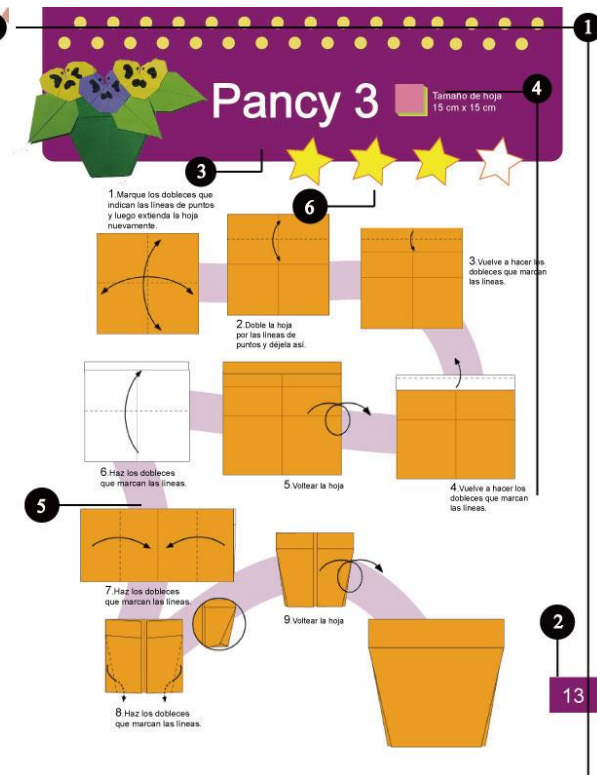 1
Pancy 3
Tamaño de hoja
15 cm x 15 cm
4
3
6
1.Marque los dobleces que
indican las líneas de puntos
y luego extienda la hoja
nuevamente.
2.Doble la hoja
por las líneas de
puntos y déjela así.
3.Vuelve a hacer los
dobleces que marcan
las líneas.
6.Haz los dobleces
que marcan las líneas.
5.Voltear la hoja
4.Vuelve a hacer los
dobleces que marcan
las líneas.
5
7.Haz los dobleces
que marcan las líneas.
9.Voltear la hoja
8.Haz los dobleces
que marcan las líneas.
2
13